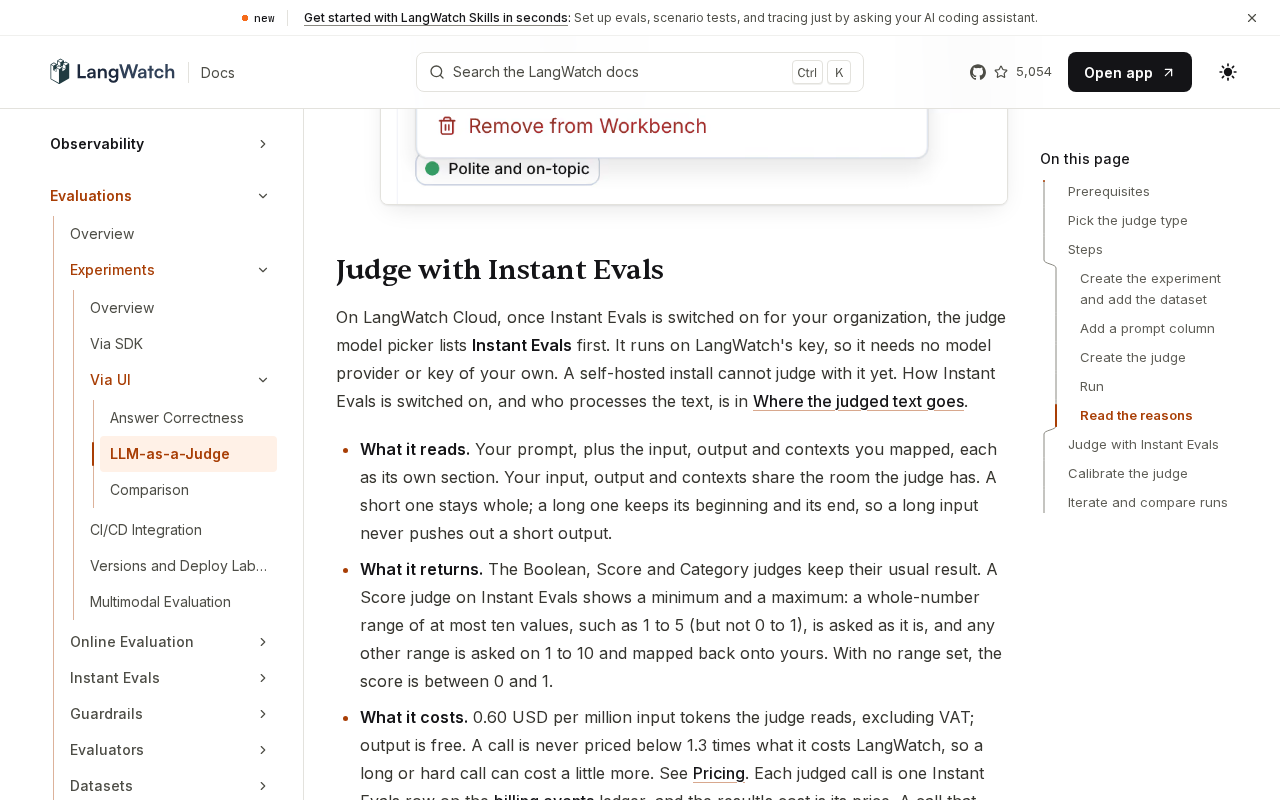 new
Get started with LangWatch Skills in seconds: Set up evals, scenario tests, and tracing just by asking your AI coding assistant.
LangWatch
Docs
Search the LangWatch docs
Ctrl
K
5,054
Open app
Observability
Evaluations
Overview
Experiments
Overview
Via SDK
Via UI
Answer Correctness
LLM-as-a-Judge
Comparison
CI/CD Integration
Versions and Deploy Lab...
Multimodal Evaluation
Online Evaluation
Instant Evals
Guardrails
Evaluators
Datasets
Remove from Workbench
Polite and on-topic
Judge with Instant Evals
On LangWatch Cloud, once Instant Evals is switched on for your organization, the judge
model picker lists Instant Evals first. It runs on LangWatch's key, so it needs no model
provider or key of your own. A self-hosted install cannot judge with it yet. How Instant
Evals is switched on, and who processes the text, is in Where the judged text goes.
What it reads. Your prompt, plus the input, output and contexts you mapped, each
as its own section. Your input, output and contexts share the room the judge has. A
short one stays whole; a long one keeps its beginning and its end, so a long input
never pushes out a short output.
What it returns. The Boolean, Score and Category judges keep their usual result. A
Score judge on Instant Evals shows a minimum and a maximum: a whole-number
range of at most ten values, such as 1 to 5 (but not 0 to 1), is asked as it is, and any
other range is asked on 1 to 10 and mapped back onto yours. With no range set, the
score is between 0 and 1.
What it costs. 0.60 USD per million input tokens the judge reads, excluding VAT;
output is free. A call is never priced below 1.3 times what it costs LangWatch, so a
long or hard call can cost a little more. See Pricing. Each judged call is one Instant
Evals row on the billing events ledger, and the result's cost is its price. A call that
On this page
Prerequisites
Pick the judge type
Steps
Create the experiment
and add the dataset
Add a prompt column
Create the judge
Run
Read the reasons
Judge with Instant Evals
Calibrate the judge
Iterate and compare runs